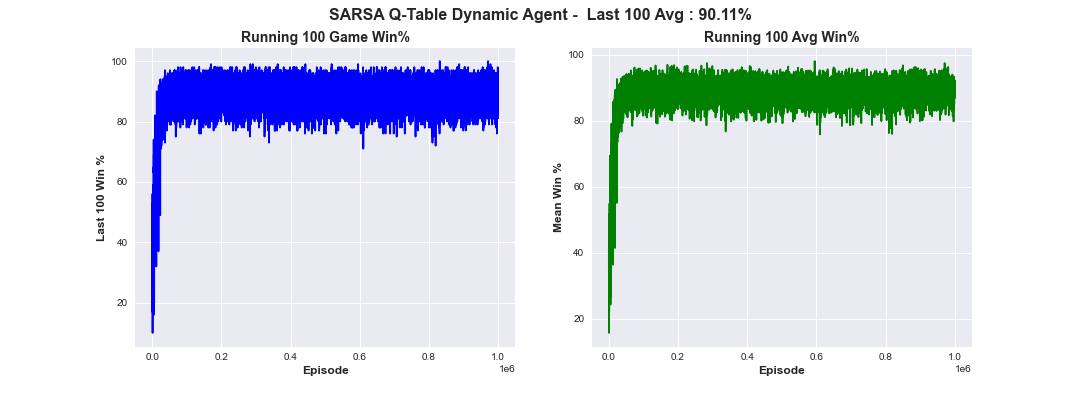 SARSA Q-Table Dynamic Agent -  Last 100 Avg : 90.11%
Running 100 Game Win%
Last 100 Win %
100
80
60
40
20
0.0 0.2 0.4 0.6 0.8 1.0
1e6
Episode
Running 100 Avg Win%
Mean Win %
100
80
60
40
20
0.0 0.2 0.4 0.6 0.8 1.0
1e6
Episode